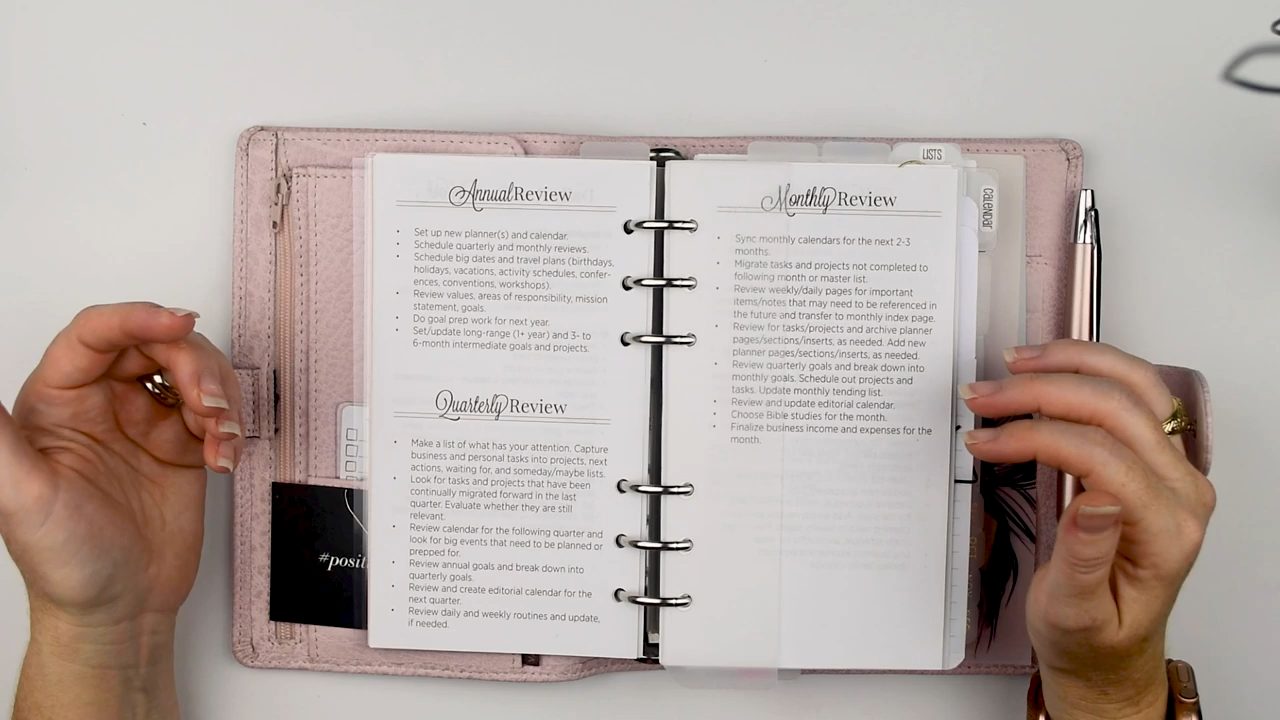 AnnualReview
• Set up new planner(s) and calendar.
• Schedule quarterly and monthly reviews.
• Schedule big dates and travel plans (birthdays,
holidays, vacations, activity schedules, confer-
ences, conventions, workshops).
• Review values, areas of responsibility, mission
statement, goals.
• Do goal prep work for next year.
• Set/update long-range (1+ year) and 3- to
6-month intermediate goals and projects.
QuarterlyReview
• Make a list of what has your attention. Capture
business and personal tasks into projects, next
actions, waiting for, and someday/maybe lists.
• Look for tasks and projects that have been
continually migrated forward in the last
quarter. Evaluate whether they are still
relevant.
• Review calendar for the following quarter and
look for big events that need to be planned or
prepped for.
• Review annual goals and break down into
quarterly goals.
• Review and create editorial calendar for the
next quarter.
• Review daily and weekly routines and update,
if needed.
#posit
MonthlyReview
• Sync monthly calendars for the next 2-3
months.
• Migrate tasks and projects not completed to
following month or master list.
• Review weekly/daily pages for important
items/notes that may need to be referenced in
the future and transfer to monthly index page.
• Review for tasks/projects and archive planner
pages/sections/inserts, as needed. Add new
planner pages/sections/inserts, as needed.
• Review quarterly goals and break down into
monthly goals. Schedule out projects and
tasks. Update monthly tending list.
• Review and update editorial calendar.
• Choose Bible studies for the month.
• Finalize business income and expenses for the
month.
LISTS
calendar